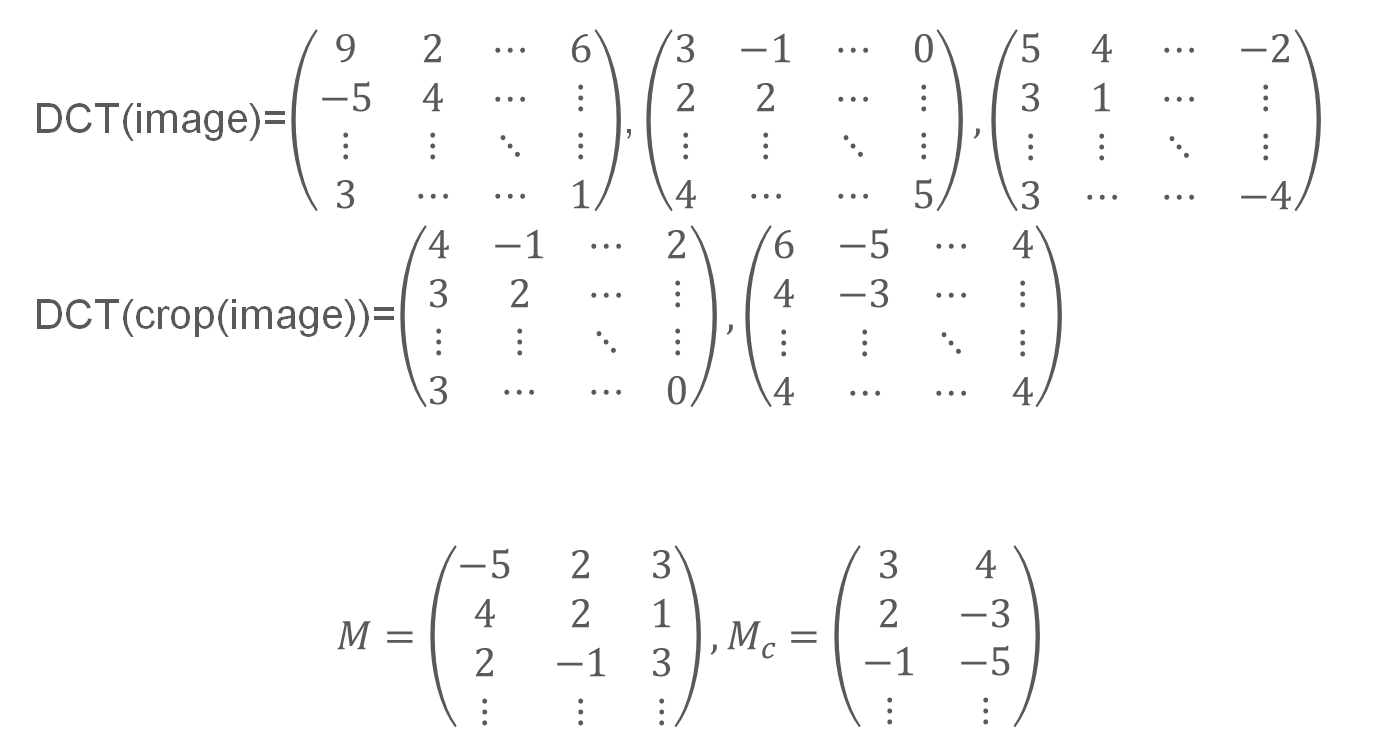 DCT(image)= ( 9 2 ⋯ 6
−5 4 ⋯ ⋮
⋮ ⋮ ⋱ ⋮
3 ⋯ ⋯ 1 ) , ( 3 −1 ⋯ 0
2 2 ⋯ ⋮
⋮ ⋮ ⋱ ⋮
4 ⋯ ⋯ 5 ) , ( 5 4 ⋯ −2
3 1 ⋯ ⋮
⋮ ⋮ ⋱ ⋮
3 ⋯ ⋯ −4 )
DCT(crop(image))= ( 4 −1 ⋯ 2
3 2 ⋯ ⋮
⋮ ⋮ ⋱ ⋮
3 ⋯ ⋯ 0 ) , ( 6 −5 ⋯ 4
4 −3 ⋯ ⋮
⋮ ⋮ ⋱ ⋮
4 ⋯ ⋯ 4 )
M = ( −5 2 3
4 2 1
2 −1 3
⋮ ⋮ ⋮ ) , M_c = ( 3 4
2 −3
−1 −5
⋮ ⋮ )